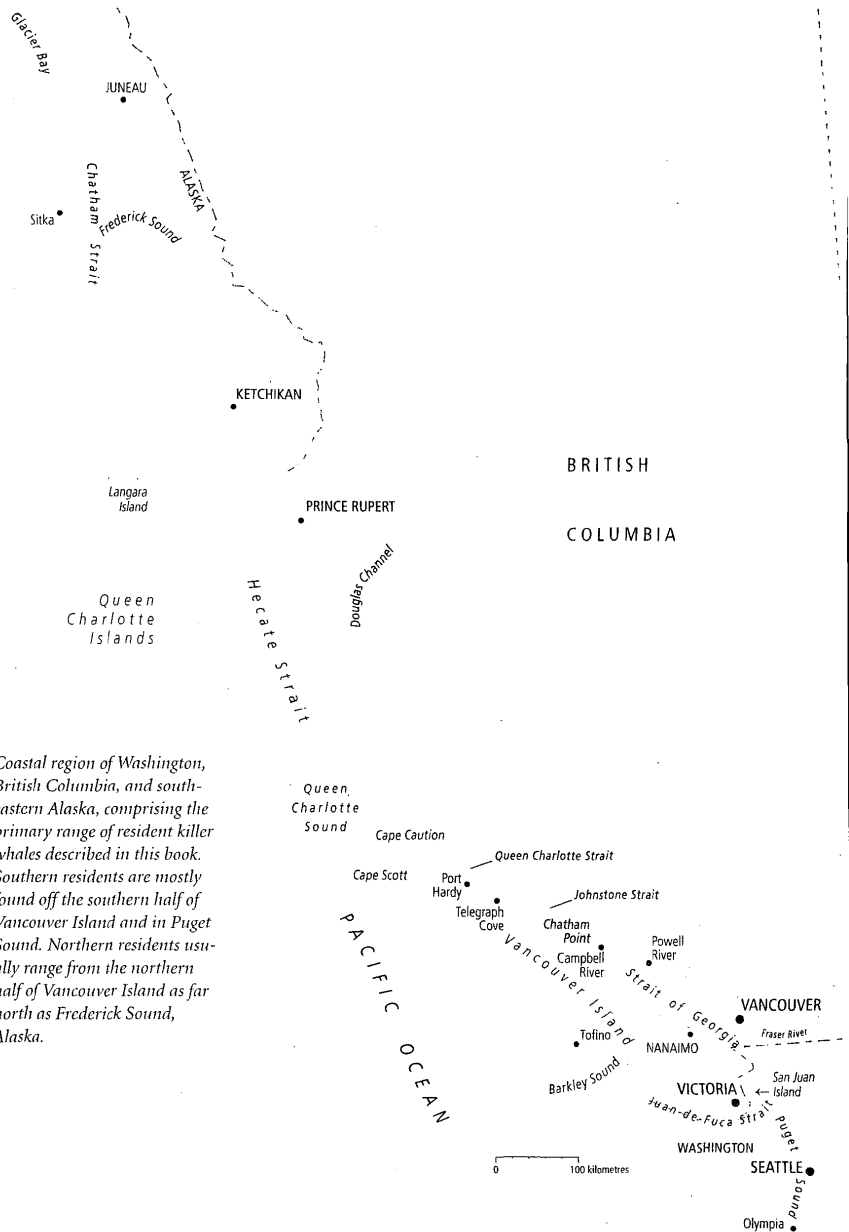 Glacier Bay
JUNEAU
Chatham Strait
ALASKA
Sitka
Frederick Sound
KETCHIKAN
BRITISH
COLUMBIA
Langara
Island
PRINCE RUPERT
Douglas Channel
Queen
Charlotte
Islands
Hecate Strait
Coastal region of Washington,
British Columbia, and south-
eastern Alaska, comprising the
primary range of resident killer
whales described in this book.
Southern residents are mostly
found off the southern half of
Vancouver Island and in Puget
Sound. Northern residents usu-
ally range from the northern
half of Vancouver Island as far
north as Frederick Sound,
Alaska.
Queen
Charlotte
Sound
Cape Caution
Queen Charlotte Strait
Cape Scott
Port
Hardy
Telegraph
Cove
Johnstone Strait
Chatham
Point
Campbell
River
Powell
River
PACIFIC OCEAN
Vancouver Island
Strait of Georgia
VANCOUVER
Fraser River
Tofino
NANAIMO
Barkley Sound
VICTORIA
San Juan
Island
Juan-de-Fuca Strait
Puget Sound
WASHINGTON
SEATTLE
0 100 kilometres
Olympia